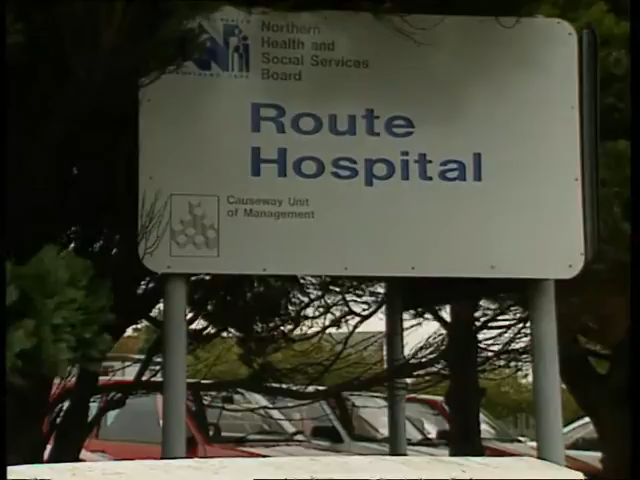 Northern
Health and
Social Services
Board
Route
Hospital
Causeway Unit
of Management